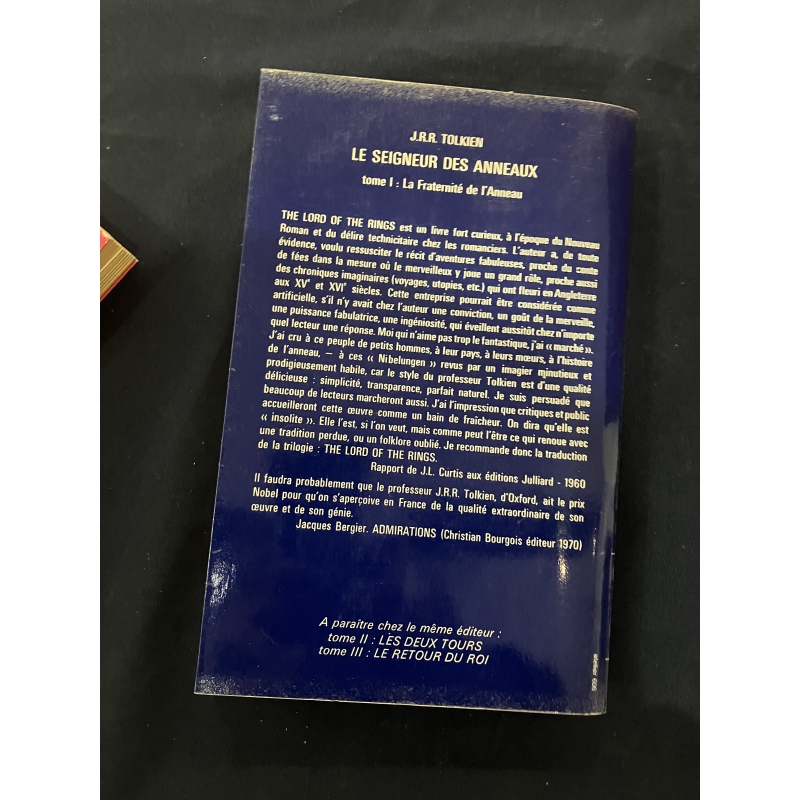 J.R.R. TOLKIEN
LE SEIGNEUR DES ANNEAUX
tome I : La Fraternité de l'Anneau
THE LORD OF THE RINGS est un livre fort curieux, à l'époque du Nouveau
Roman et du délire technicitaire chez les romanciers. L'auteur a, de toute
évidence, voulu ressusciter le récit d'aventures fabuleuses, proche du conte
de fées dans la mesure où le merveilleux y joue un grand rôle, proche aussi
des chroniques imaginaires (voyages, utopies, etc.) qui ont fleuri en Angleterre
aux XVe et XVIe siècles. Cette entreprise pourrait être considérée comme
artificielle, s'il n'y avait chez l'auteur une conviction, un goût de la merveille,
une puissance fabulatrice, une ingéniosité, qui éveillent aussitôt chez n'importe
quel lecteur une réponse. Moi qui n'aime pas trop le fantastique, j'ai « marché ».
J'ai cru à ce peuple de petits hommes, à leur pays, à leurs mœurs, à l'histoire
de l'anneau, — à ces « Nibelungen » revus par un imagier minutieux et
prodigieusement habile, car le style du professeur Tolkien est d'une qualité
délicieuse : simplicité, transparence, parfait naturel. Je suis persuadé que
beaucoup de lecteurs marcheront aussi. J'ai l'impression que critiques et public
accueilleront cette œuvre comme un bain de fraîcheur. On dira qu'elle est
« insolite ». Elle l'est, si l'on veut, mais comme peut l'être ce qui renoue avec
une tradition perdue, ou un folklore oublié. Je recommande donc la traduction
de la trilogie : THE LORD OF THE RINGS.
Rapport de J.L. Curtis aux éditions Julliard - 1960
Il faudra probablement que le professeur J.R.R. Tolkien, d'Oxford, ait le prix
Nobel pour qu'on s'aperçoive en France de la qualité extraordinaire de son
œuvre et de son génie.
Jacques Bergier. ADMIRATIONS (Christian Bourgois éditeur 1970)
A paraître chez le même éditeur :
tome II : LES DEUX TOURS
tome III : LE RETOUR DU ROI